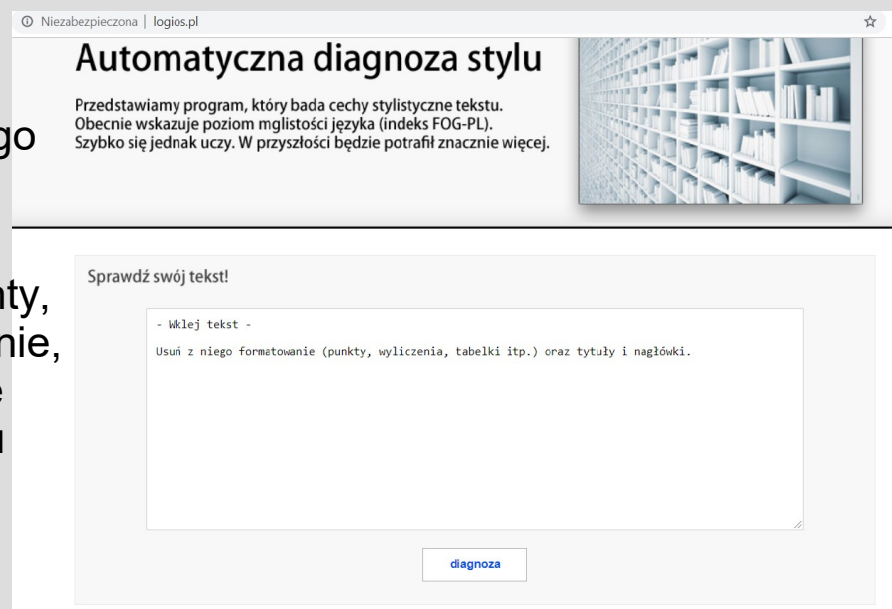 Niezabezpieczona | logios.pl
Automatyczna diagnoza stylu
Przedstawiamy program, który bada cechy stylistyczne tekstu.
Obecnie wskazuje poziom mglistości języka (indeks FOG-PL).
Szybko się jednak uczy. W przyszłości będzie potrafił znacznie więcej.
Sprawdź swój tekst!
- Wklej tekst -
Usuń z niego formatowanie (punkty, wyliczenia, tabelki itp.) oraz tytuły i nagłówki.
diagnoza